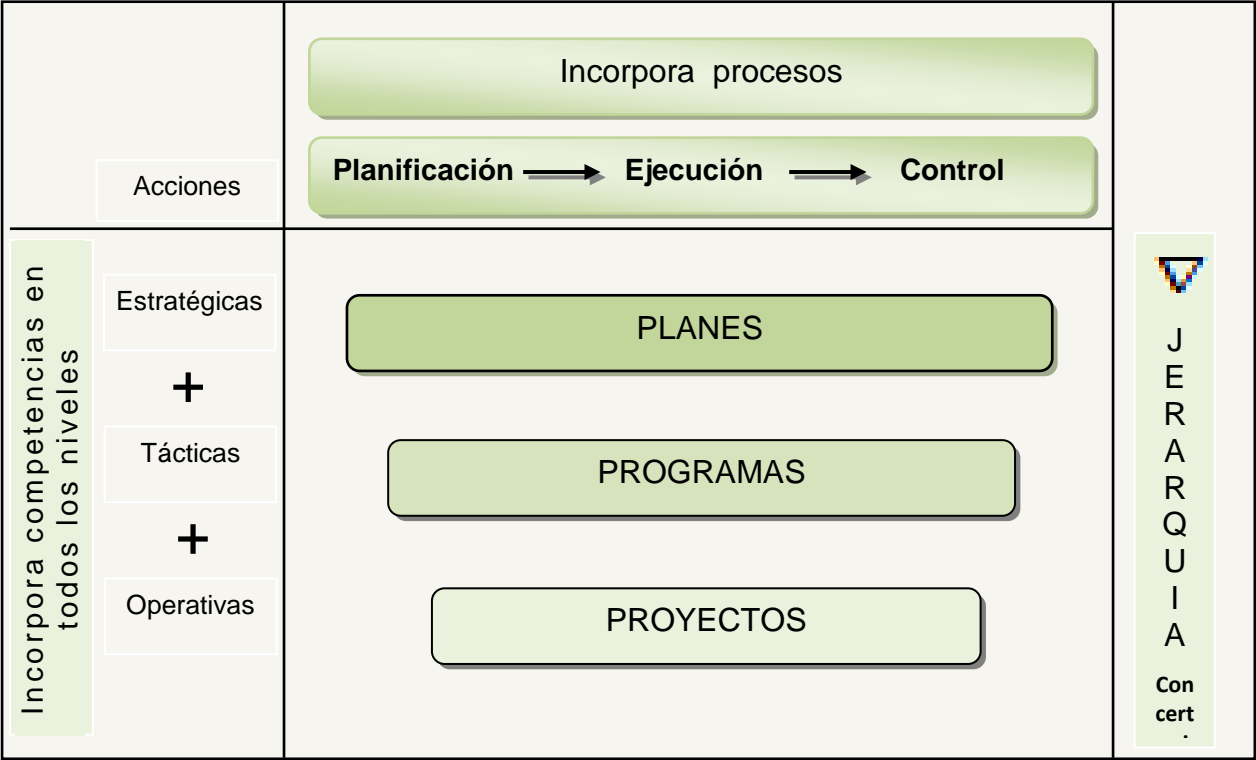 Incorpora procesos
Planificación Ejecución Control
Acciones
Incorpora competencias en
todos los niveles
Estratégicas
+
Tácticas
+
Operativas
PLANES
PROGRAMAS
PROYECTOS
J
E
R
A
R
Q
U
I
A
Con
cert